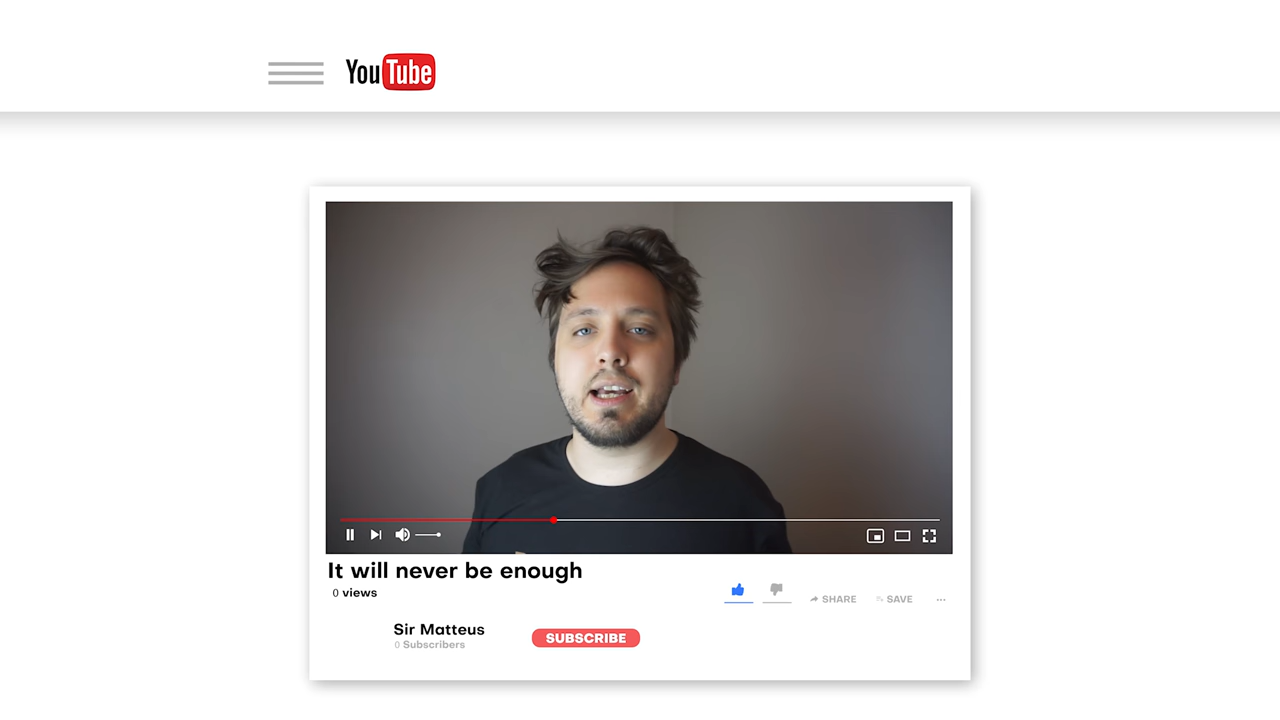 YouTube
It will never be enough
0 views
SHARE
SAVE
Sir Matteus
0 Subscribers
SUBSCRIBE